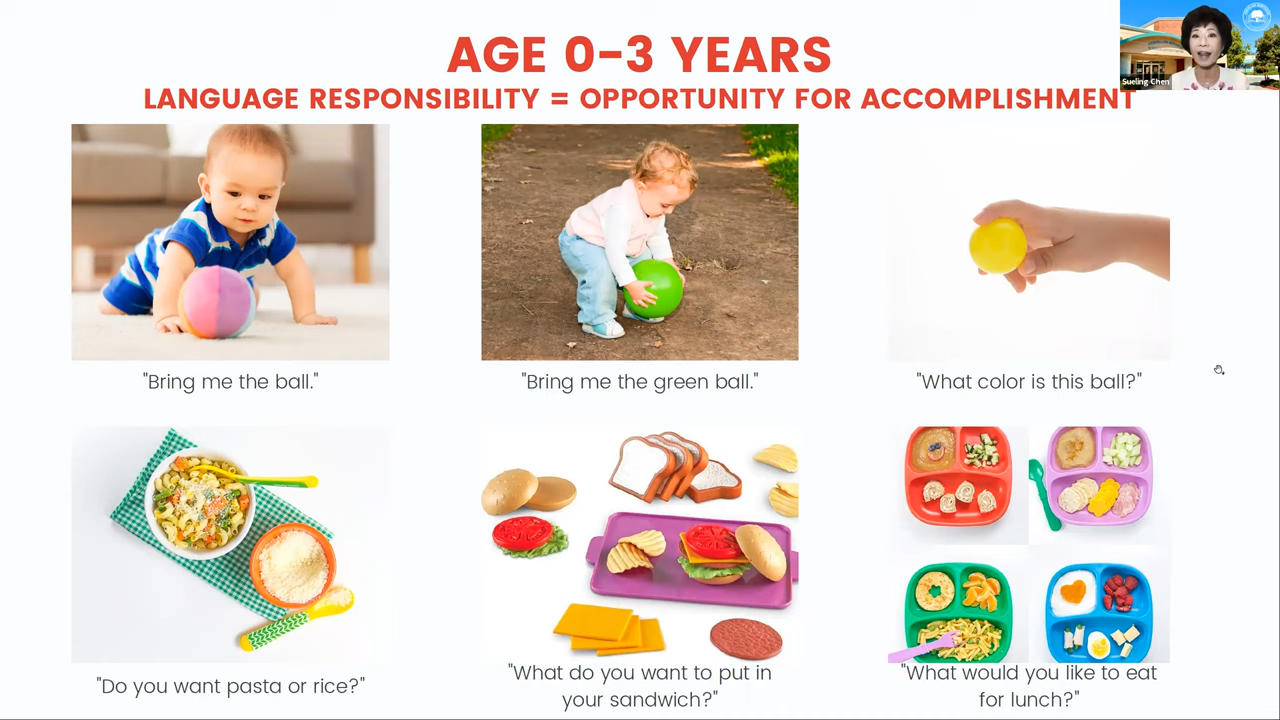 AGE 0-3 YEARS
LANGUAGE RESPONSIBILITY = OPPORTUNITY FOR ACCOMPLISHMENT
Sueling Chen
"Bring me the ball."
"Bring me the green ball."
"What color is this ball?"
"Do you want pasta or rice?"
"What do you want to put in
your sandwich?"
"What would you like to eat
for lunch?"